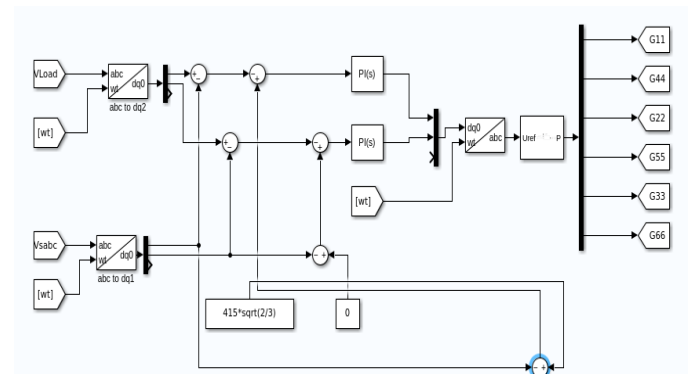 VLoad
abc
wt
dq0
abc to dq2
[wt]
+
-
+
-
PI(s)
+
-
+
-
PI(s)
dq0
wt
abc
Uref
P
[wt]
G11
G44
G22
G55
G33
G66
Vsabc
abc
wt
dq0
abc to dq1
[wt]
- +
415*sqrt(2/3)
0
- +